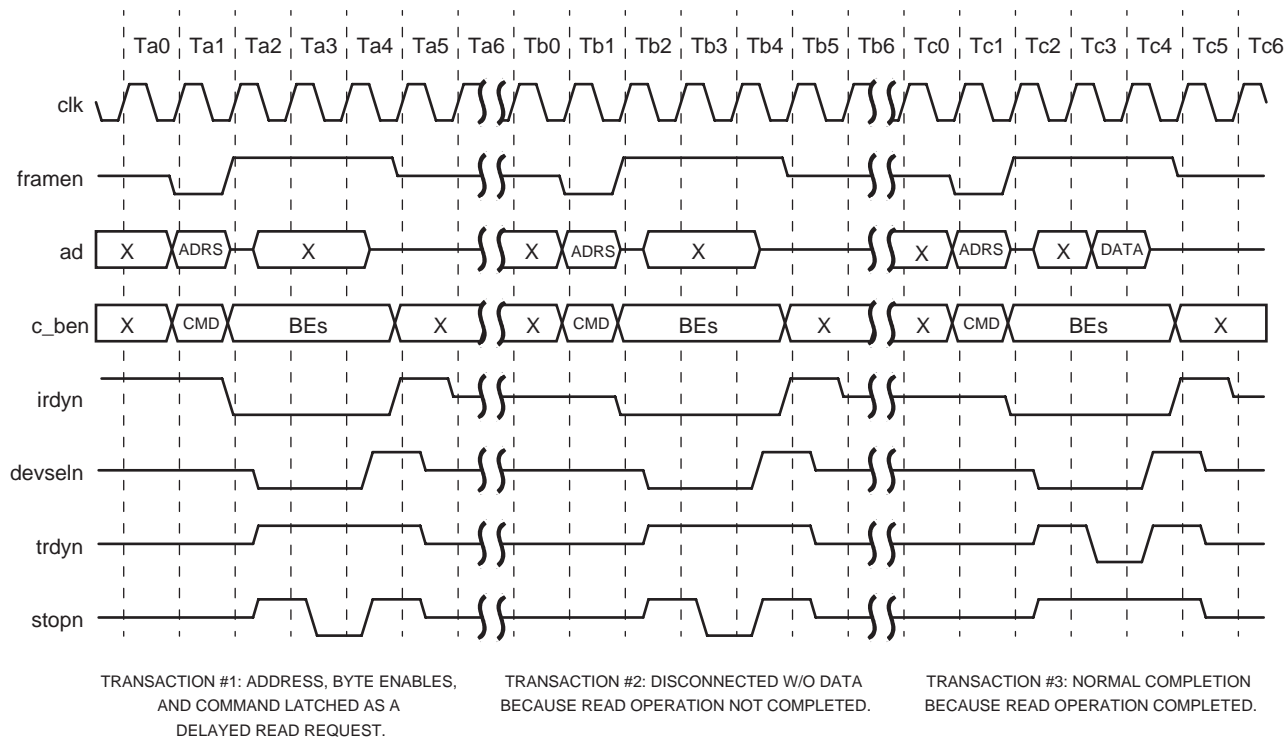 Ta0 Ta1 Ta2 Ta3 Ta4 Ta5 Ta6 Tb0 Tb1 Tb2 Tb3 Tb4 Tb5 Tb6 Tc0 Tc1 Tc2 Tc3 Tc4 Tc5 Tc6
clk
framen
ad X ADRS X X ADRS X X ADRS X DATA
c_ben X CMD BEs X X CMD BEs X X CMD BEs X
irdyn
devseln
trdyn
stopn
TRANSACTION #1: ADDRESS, BYTE ENABLES,
AND COMMAND LATCHED AS A
DELAYED READ REQUEST.
TRANSACTION #2: DISCONNECTED W/O DATA
BECAUSE READ OPERATION NOT COMPLETED.
TRANSACTION #3: NORMAL COMPLETION
BECAUSE READ OPERATION COMPLETED.